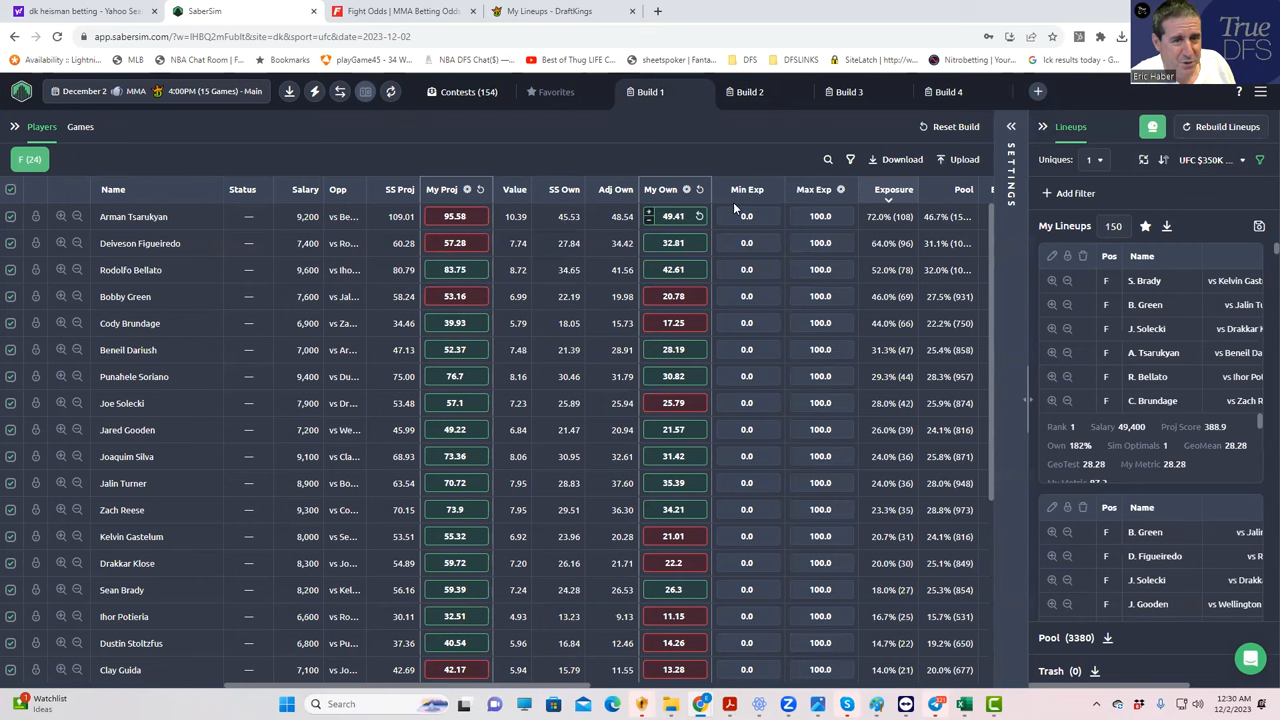 dk heisman betting - Yahoo Sea
SaberSim
Fight Odds | MMA Betting Odds
My Lineups - DraftKings
True DFS
Eric Haber
app.sabersim.com/?w=IHBQ2mFubIt&site=dk&sport=ufc&date=2023-12-02
Availability :: Lightni...
MLB
NBA Chat Room
Bookmarks
playGame45 - 34 W...
NBA DFS Chat($) -...
Best of Thug LIFE C...
sheetspoker - Fanta...
DFS
DFSLINKS
SiteLatch | http://w...
Nitrobetting | Your...
lck results today - G...
December 2
MMA
4:00PM (15 Games) - Main
Contests (154)
Favorites
Build 1
Build 2
Build 3
Build 4
Players
Games
Reset Build
Lineups
Rebuild Lineups
F (24)
Download
Upload
SETTINGS
Uniques: 1
UFC $350K ...
Name Status Salary Opp SS Proj My Proj Value SS Own Adj Own My Own Min Exp Max Exp Exposure Pool
Arman Tsarukyan — 9,200 vs Be... 109.01 95.58 10.39 45.53 48.54 49.41 0.0 100.0 72.0% (108) 46.7% (15...
Deiveson Figueiredo — 7,400 vs Ro... 60.28 57.28 7.74 27.84 34.42 32.81 0.0 100.0 64.0% (96) 31.1% (10...
Rodolfo Bellato — 8,400 vs Iho... 80.79 83.75 8.72 34.65 41.56 42.61 0.0 100.0 52.0% (78) 32.0% (10...
Bobby Green — 7,600 vs Jal... 58.24 53.16 6.99 22.19 19.98 20.78 0.0 100.0 46.0% (69) 27.5% (931)
Cody Brundage — 6,900 vs Za... 34.46 39.93 5.79 18.05 15.73 17.25 0.0 100.0 44.0% (66) 22.2% (750)
Beneil Dariush — 7,000 vs Ar... 47.13 52.37 7.48 21.39 28.91 28.19 0.0 100.0 31.3% (47) 25.4% (858)
Punahele Soriano — 9,400 vs Du... 75.00 76.7 8.16 30.46 31.79 30.82 0.0 100.0 29.3% (44) 28.3% (957)
Joe Solecki — 7,900 vs Dr... 53.48 57.1 7.23 25.89 25.94 25.79 0.0 100.0 28.0% (42) 25.9% (874)
Jared Gooden — 7,200 vs We... 39.99 49.22 6.84 21.47 20.94 21.57 0.0 100.0 26.0% (39) 24.1% (816)
Joaquim Silva — 9,100 vs Cla... 68.93 73.36 8.06 30.95 32.61 31.42 0.0 100.0 24.0% (36) 25.8% (871)
Jalin Turner — 8,900 vs Bo... 63.54 70.72 7.95 28.83 37.60 35.39 0.0 100.0 24.0% (36) 28.0% (948)
Zach Reese — 9,300 vs Co... 70.15 73.9 7.95 29.51 36.30 34.21 0.0 100.0 23.3% (35) 28.8% (973)
Kelvin Gastelum — 8,000 vs Se... 53.51 55.32 6.92 23.96 20.28 21.01 0.0 100.0 20.7% (31) 24.1% (816)
Drakkar Klose — 8,300 vs Jo... 54.89 59.72 7.20 26.16 21.71 22.2 0.0 100.0 20.0% (30) 25.1% (849)
Sean Brady — 8,200 vs Kel... 56.16 59.39 7.24 24.28 26.53 26.3 0.0 100.0 18.0% (27) 25.3% (854)
Ihor Potieria — 6,600 vs Ro... 37.91 32.51 4.93 13.23 9.13 11.15 0.0 100.0 16.7% (25) 15.7% (531)
Dustin Stoltzfus — 6,800 vs Pu... 37.36 40.54 5.96 16.84 12.46 14.26 0.0 100.0 14.7% (22) 19.2% (650)
Clay Guida — 7,100 vs Jo... 42.69 42.17 5.94 15.79 11.55 13.28 0.0 100.0 14.0% (21) 20.0% (677)
Add filter
My Lineups 150
Pos Name
F S. Brady vs Kelvin Gast
F B. Green vs Jalin T
F J. Solecki vs Drakkar
F A. Tsarukyan vs Beneil Da
F R. Bellato vs Ihor Pot
F C. Brundage vs Zach R
Rank 1 Salary 49,400 Proj Score 388.9
Own 182% Sim Optimals 1 GeoMean 28.28
GeoTest 28.28 My Metric 28.28
Pos Name
F B. Green vs Jali
F D. Figueiredo vs R
F J. Solecki vs Drakk
F J. Gooden vs Wellington
Pool (3380)
Trash (0)
1
Watchlist
Ideas
Search
12:30 AM
12/2/2023